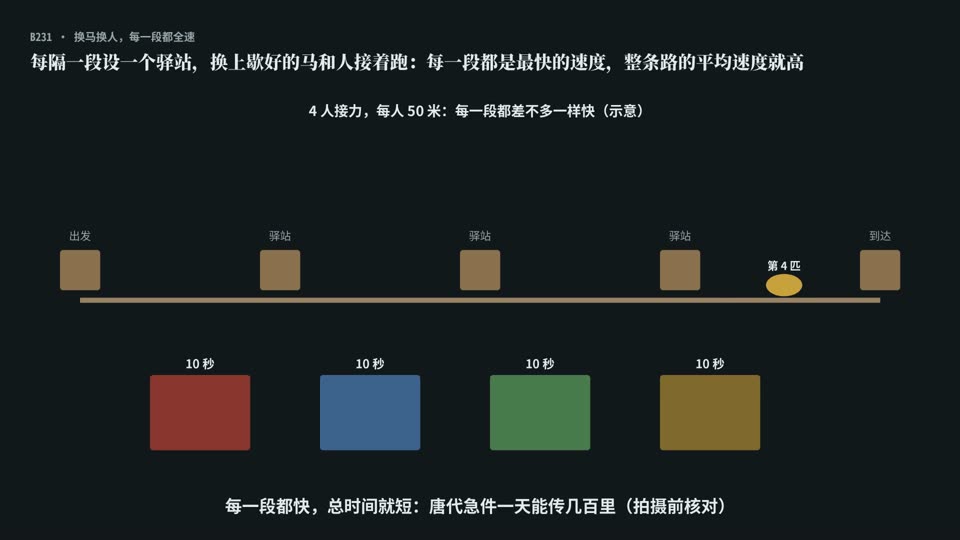 B231 · 换马换人，每一段都全速
每隔一段设一个驿站，换上歇好的马和人接着跑：每一段都是最快的速度，整条路的平均速度就高
4 人接力，每人 50 米：每一段都差不多一样快（示意）
出发 驿站 驿站 驿站 到达
第 4 匹
10 秒 10 秒 10 秒 10 秒
每一段都快，总时间就短：唐代急件一天能传几百里（拍摄前核对）